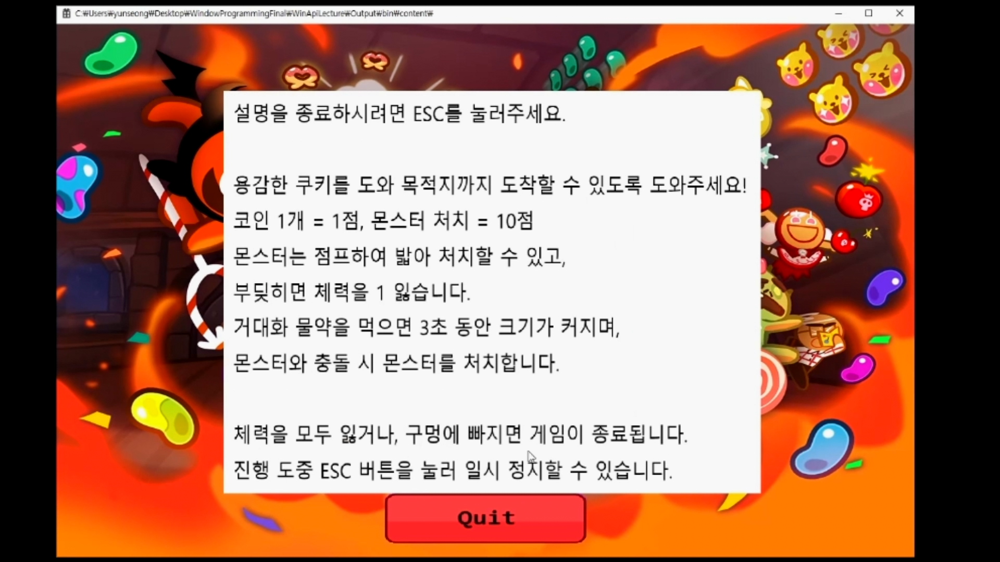 C:₩Users₩yunseong₩Desktop₩WindowProgrammingFinal₩WinApiLecture₩Output₩bin₩content₩
설명을 종료하시려면 ESC를 눌러주세요.
용감한 쿠키를 도와 목적지까지 도착할 수 있도록 도와주세요!
코인 1개 = 1점, 몬스터 처치 = 10점
몬스터는 점프하여 밟아 처치할 수 있고,
부딪히면 체력을 1 잃습니다.
거대화 물약을 먹으면 3초 동안 크기가 커지며,
몬스터와 충돌 시 몬스터를 처치합니다.
체력을 모두 잃거나, 구멍에 빠지면 게임이 종료됩니다.
진행 도중 ESC 버튼을 눌러 일시 정지할 수 있습니다.
Quit